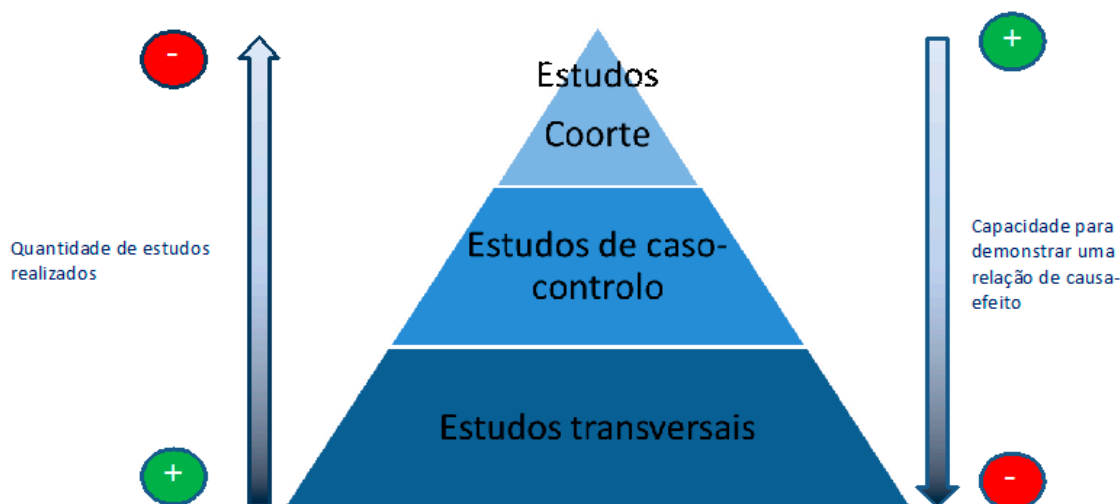 -
+
Estudos
Coorte
Quantidade de estudos
realizados
Estudos de caso-
controlo
Capacidade para
demonstrar uma
relação de causa-
efeito
Estudos transversais
+
-